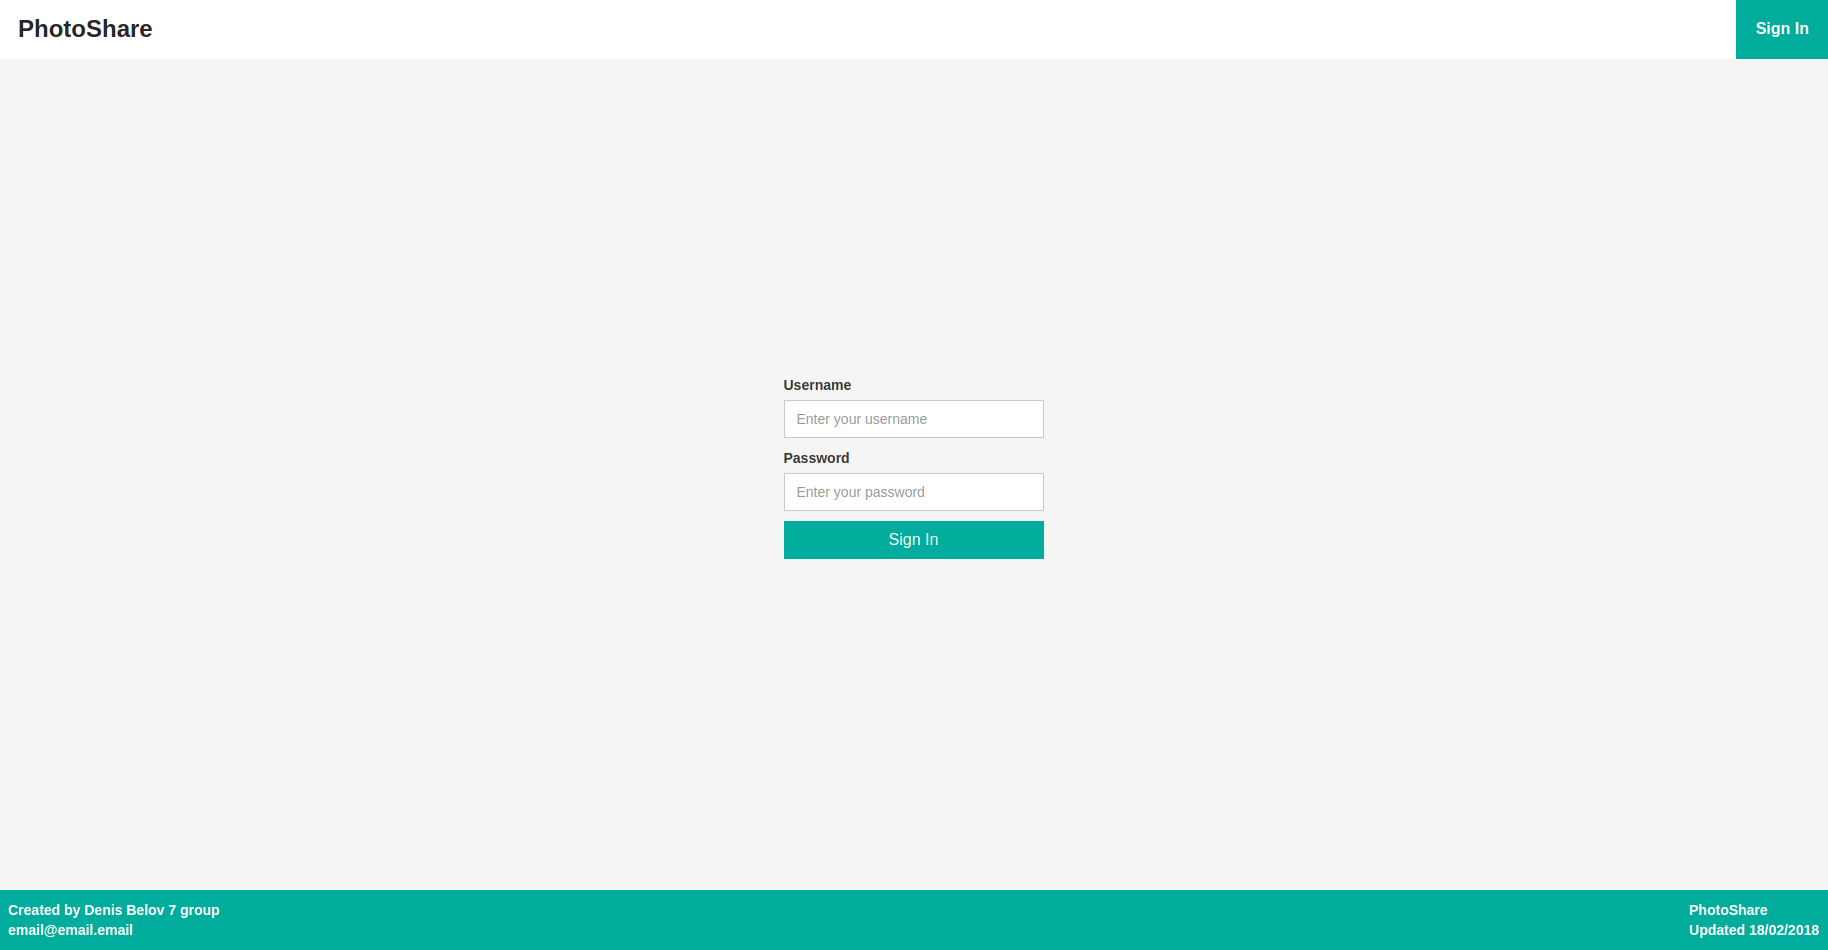 PhotoShare
Sign In
Username
Enter your username
Password
Enter your password
Sign In
Created by Denis Belov 7 group
email@email.email
PhotoShare
Updated 18/02/2018